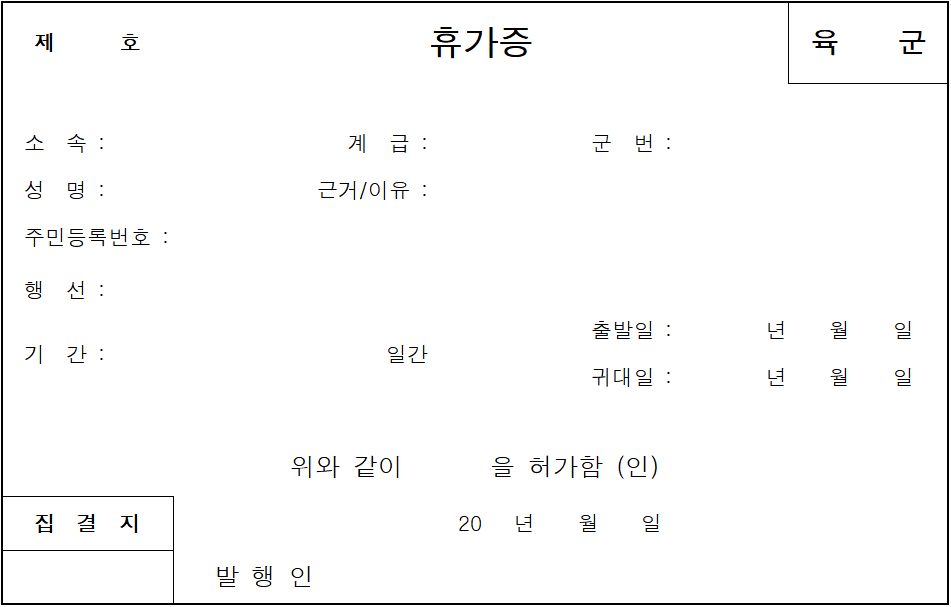 제 호 휴가증 육 군
소 속 : 계 급 : 군 번 :
성 명 : 근거/이유 :
주민등록번호 :
행 선 :
출발일 : 년 월 일
기 간 : 일간
귀대일 : 년 월 일
위와 같이 을 허가함 (인)
집 결 지 20 년 월 일
발 행 인